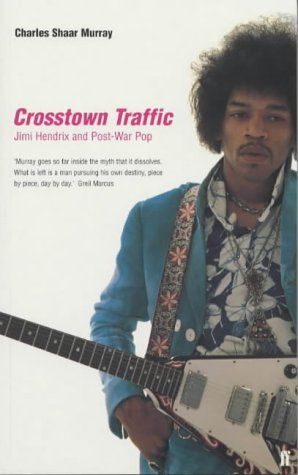 Charles Shaar Murray
Crosstown Traffic
Jimi Hendrix and Post-War Pop
'Murray goes so far inside the myth that it dissolves.
What is left is a man pursuing his own destiny, piece
by piece, day by day.' Greil Marcus
ff